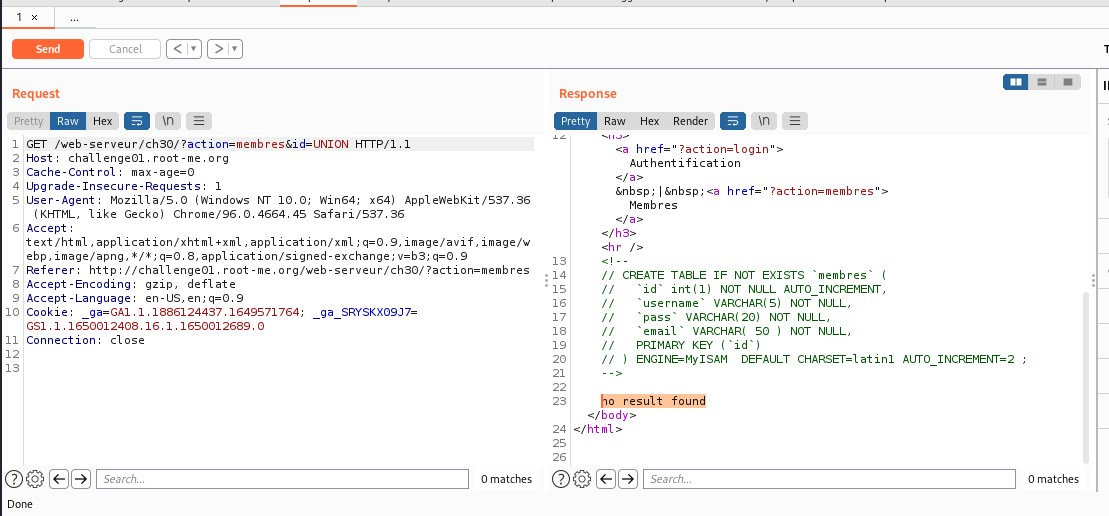 1 × ...
Send Cancel < > 
Request
Pretty Raw Hex \n
1 GET /web-serveur/ch30/?action=membres&id=UNION HTTP/1.1
2 Host: challenge01.root-me.org
3 Cache-Control: max-age=0
4 Upgrade-Insecure-Requests: 1
5 User-Agent: Mozilla/5.0 (Windows NT 10.0; Win64; x64) AppleWebKit/537.36
(KHTML, like Gecko) Chrome/96.0.4664.45 Safari/537.36
6 Accept:
text/html,application/xhtml+xml,application/xml;q=0.9,image/avif,image/w
ebp,image/apng,*/*;q=0.8,application/signed-exchange;v=b3;q=0.9
7 Referer: http://challenge01.root-me.org/web-serveur/ch30/?action=membres
8 Accept-Encoding: gzip, deflate
9 Accept-Language: en-US,en;q=0.9
10 Cookie: _ga=GA1.1.1886124437.1649571764; _ga_SRYSKX09J7=
GS1.1.1650012408.16.1.1650012689.0
11 Connection: close
12
13
Search... 0 matches
Response
Pretty Raw Hex Render \n
12 <h3>
<a href="?action=login">
Authentification
</a>
&nbsp;|&nbsp;<a href="?action=membres">
Membres
</a>
</h3>
<hr />
13 <!--
14 // CREATE TABLE IF NOT EXISTS `membres` (
15 // `id` int(1) NOT NULL AUTO_INCREMENT,
16 // `username` VARCHAR(5) NOT NULL,
17 // `pass` VARCHAR(20) NOT NULL,
18 // `email` VARCHAR( 50 ) NOT NULL,
19 // PRIMARY KEY (`id`)
20 // ) ENGINE=MyISAM DEFAULT CHARSET=latin1 AUTO_INCREMENT=2 ;
21 -->
22
23 no result found
</body>
24 </html>
25
26
Search... 0 matches
Done